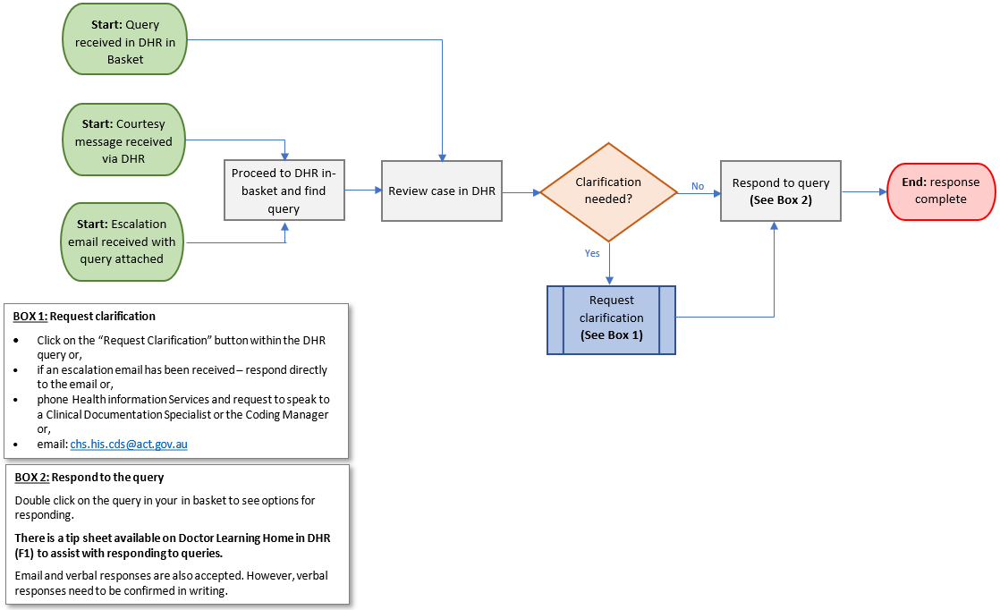 Start: Query
received in DHR in
Basket
Start: Courtesy
message received
via DHR
Start: Escalation
email received with
query attached
Proceed to DHR in-
basket and find
query
Review case in DHR
Clarification
needed?
No
Yes
Respond to query
(See Box 2)
End: response
complete
Request
clarification
(See Box 1)
BOX 1: Request clarification
• Click on the “Request Clarification” button within the DHR
query or,
• if an escalation email has been received – respond directly
to the email or,
• phone Health information Services and request to speak to
a Clinical Documentation Specialist or the Coding Manager
or,
• email: chs.his.cds@act.gov.au
BOX 2: Respond to the query
Double click on the query in your in basket to see options for
responding.
There is a tip sheet available on Doctor Learning Home in DHR
(F1) to assist with responding to queries.
Email and verbal responses are also accepted. However, verbal
responses need to be confirmed in writing.